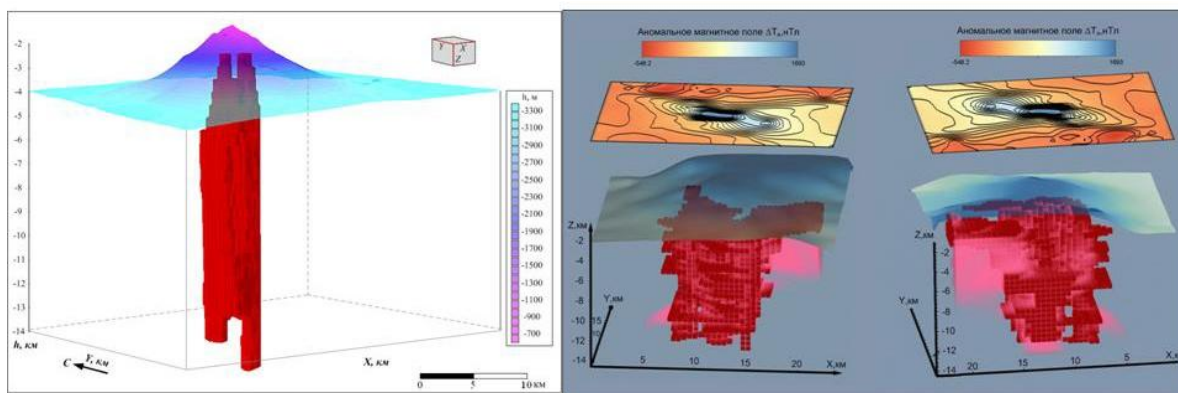 -2
-3
-4
-5
-6
-7
-8
-9
-10
-11
-12
-13
-14
h, км
C
Y, км
X, км
0 5 10 км
Y X
Z
h, м
-3300
-3100
-2900
-2700
-2500
-2300
-2100
-1900
-1700
-1500
-1300
-1100
-900
-700
Аномальное магнитное поле ΔTₐ,нТл
-548.2
1693
Z,км
-2
-4
-6
-8
-10
-12
-14
Y,км
15
5 10 15 20
X,км
Аномальное магнитное поле ΔTₐ,нТл
-548.2
1693
Z,км
-2
-4
-6
-8
-10
-12
-14
Y,км
20 15 10 5
X,км